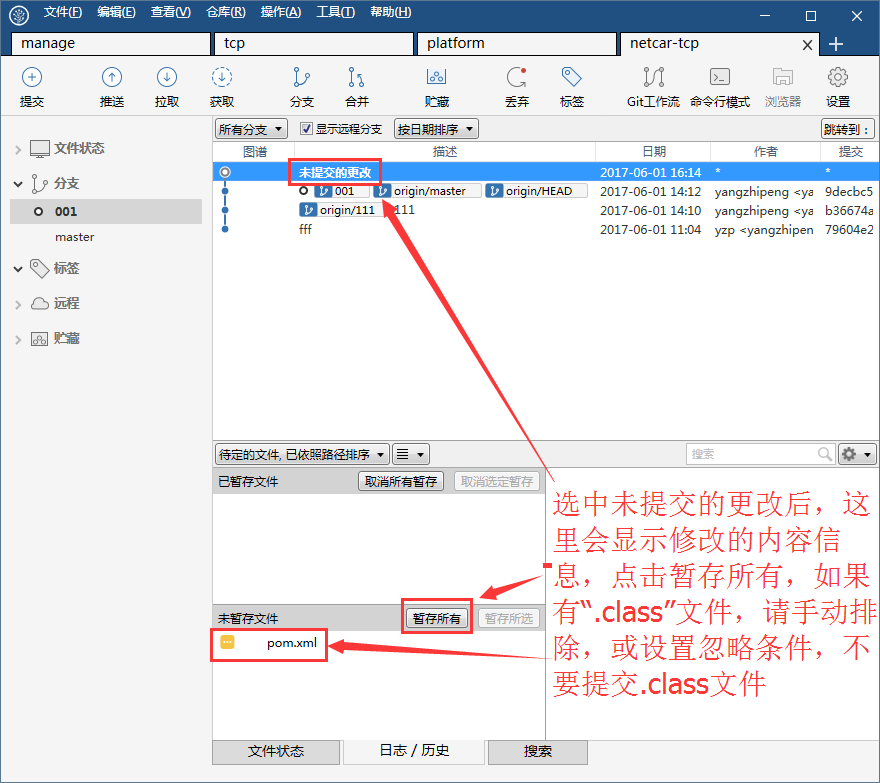 文件(F) 编辑(E) 查看(V) 仓库(R) 操作(A) 工具(T) 帮助(H)
manage tcp platform netcar-tcp
提交 推送 拉取 获取 分支 合并 贮藏 丢弃 标签 Git工作流 命令行模式 浏览器 设置
所有分支 显示远程分支 按日期排序 跳转到：
图谱 描述 日期 作者 提交
未提交的更改 2017-06-01 16:14 * *
001 origin/master origin/HEAD 2017-06-01 14:12 yangzhipeng <ya 9decbc5
origin/111 111 2017-06-01 14:10 yangzhipeng <ya b36674a
fff 2017-06-01 11:04 yzp <yangzhipen 79604e2
文件状态
分支
001
master
标签
远程
贮藏
待定的文件, 已依照路径排序 搜索
已暂存文件 取消所有暂存 取消选定暂存
未暂存文件 暂存所有 暂存所选
pom.xml
选中未提交的更改后，这
里会显示修改的内容信
息，点击暂存所有，如果
有“.class”文件，请手动排
除，或设置忽略条件，不
要提交.class文件
文件状态 日志 / 历史 搜索